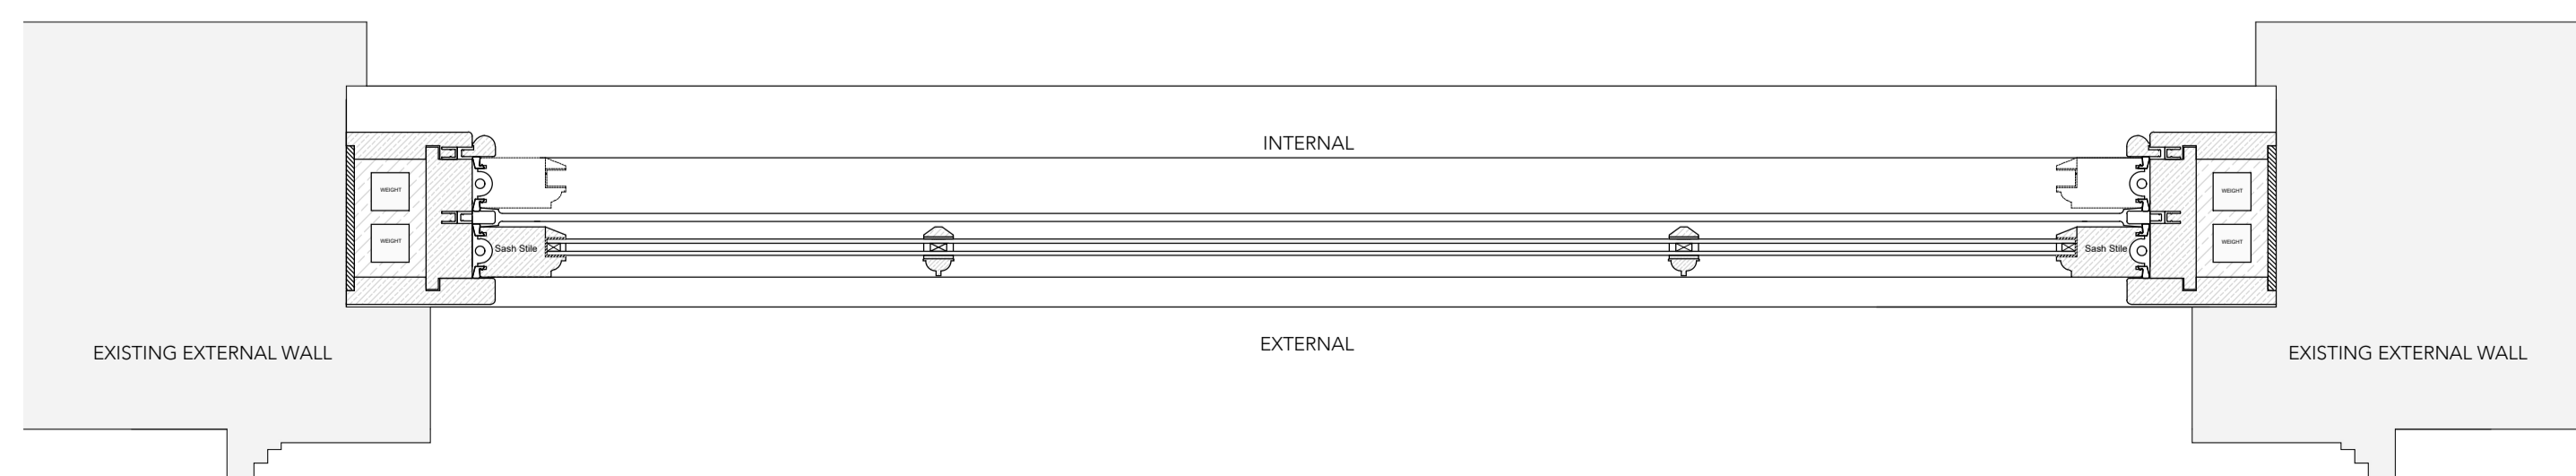 INTERNAL
WEIGHT
WEIGHT
WEIGHT
WEIGHT
Sash Stile
Sash Stile
EXTERNAL
EXISTING EXTERNAL WALL
EXISTING EXTERNAL WALL